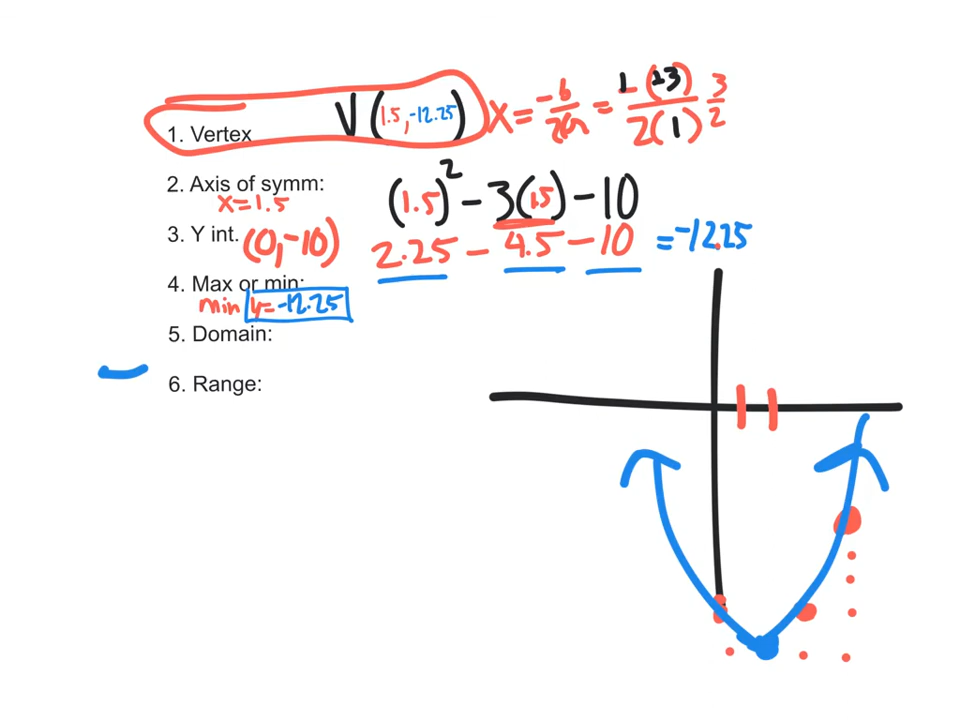 1. Vertex V (1.5, -12.25) x = -b/2a = 1-(-3)/2(1) 3/2
2. Axis of symm: (1.5)² - 3(1.5) - 10
x=1.5
3. Y int. (0,-10) 2.25 - 4.5 - 10 = -12.25
4. Max or min:
min y= -12.25
5. Domain:
6. Range: